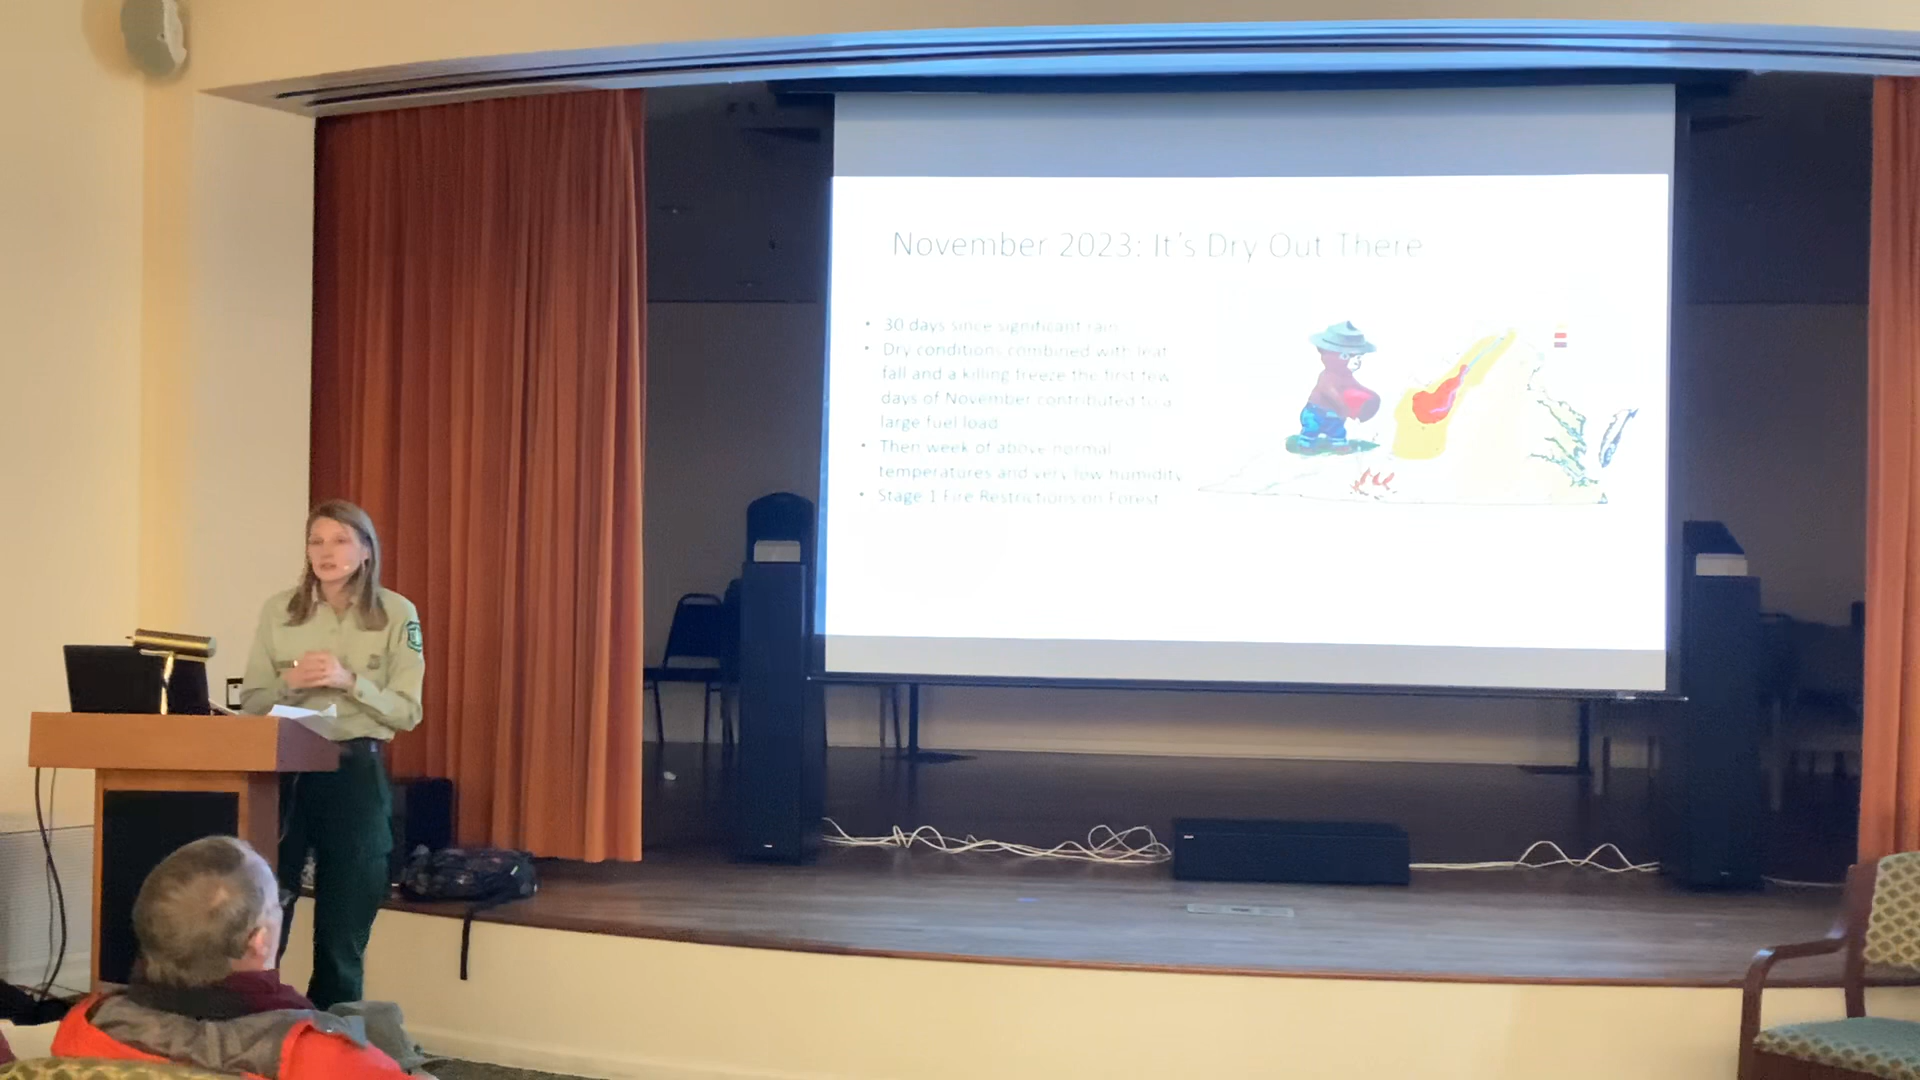 November 2023: It's Dry Out There
• 30 days since significant rain
• Dry conditions combined with leaf
fall and a killing freeze the first few
days of November contributed to a
large fuel load
• Then week of above normal
temperatures and very low humidity
• Stage 1 Fire Restrictions on Forest